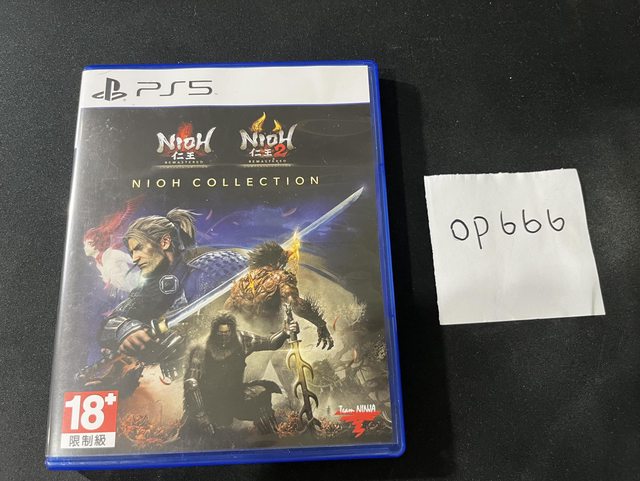 PS5
NIOH
仁王
REMASTERED
NIOH 2
仁王
REMASTERED
NIOH COLLECTION
op666
18+
限制級
Team NINJA